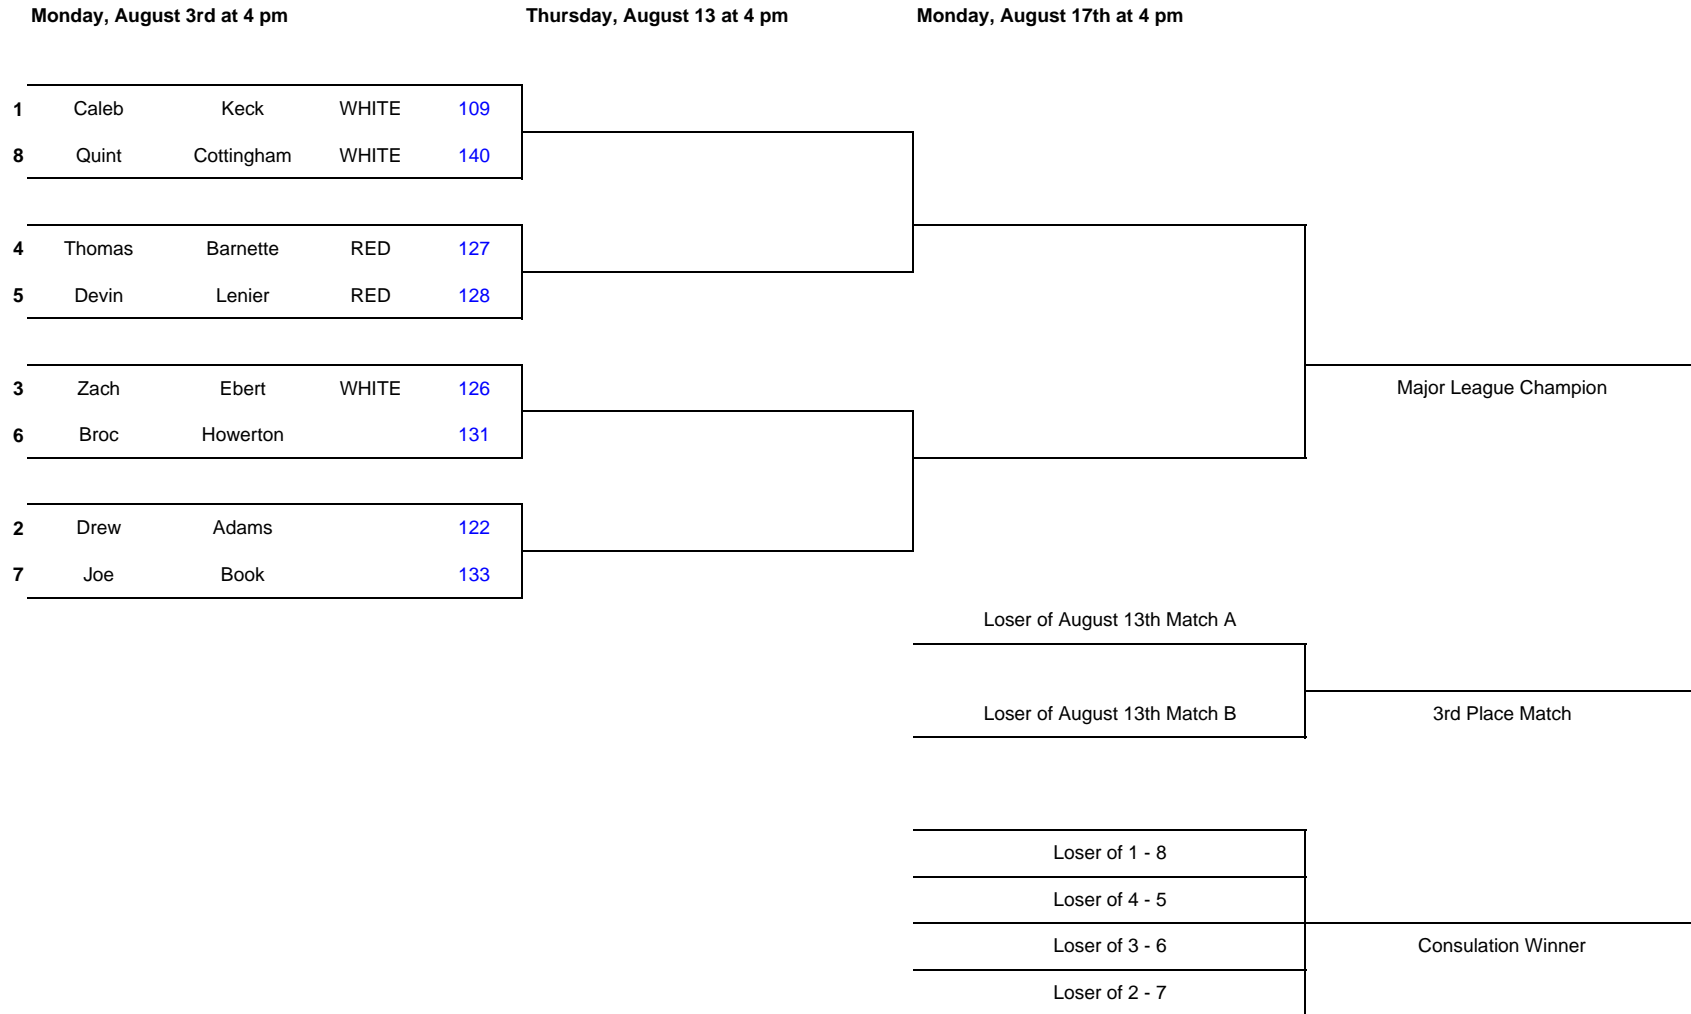 Monday, August 3rd at 4 pm Thursday, August 13 at 4 pm Monday, August 17th at 4 pm
1 Caleb Keck WHITE 109
8 Quint Cottingham WHITE 140
4 Thomas Barnette RED 127
5 Devin Lenier RED 128
3 Zach Ebert WHITE 126
Major League Champion
6 Broc Howerton 131
2 Drew Adams 122
7 Joe Book 133
Loser of August 13th Match A
Loser of August 13th Match B 3rd Place Match
Loser of 1 - 8
Loser of 4 - 5
Loser of 3 - 6 Consulation Winner
Loser of 2 - 7